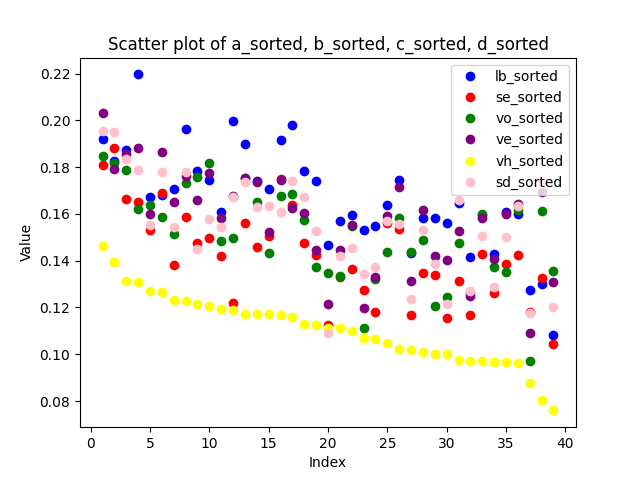 Scatter plot of a_sorted, b_sorted, c_sorted, d_sorted
lb_sorted
se_sorted
vo_sorted
ve_sorted
vh_sorted
sd_sorted
Value
0.22
0.20
0.18
0.16
0.14
0.12
0.10
0.08
0 5 10 15 20 25 30 35 40
Index